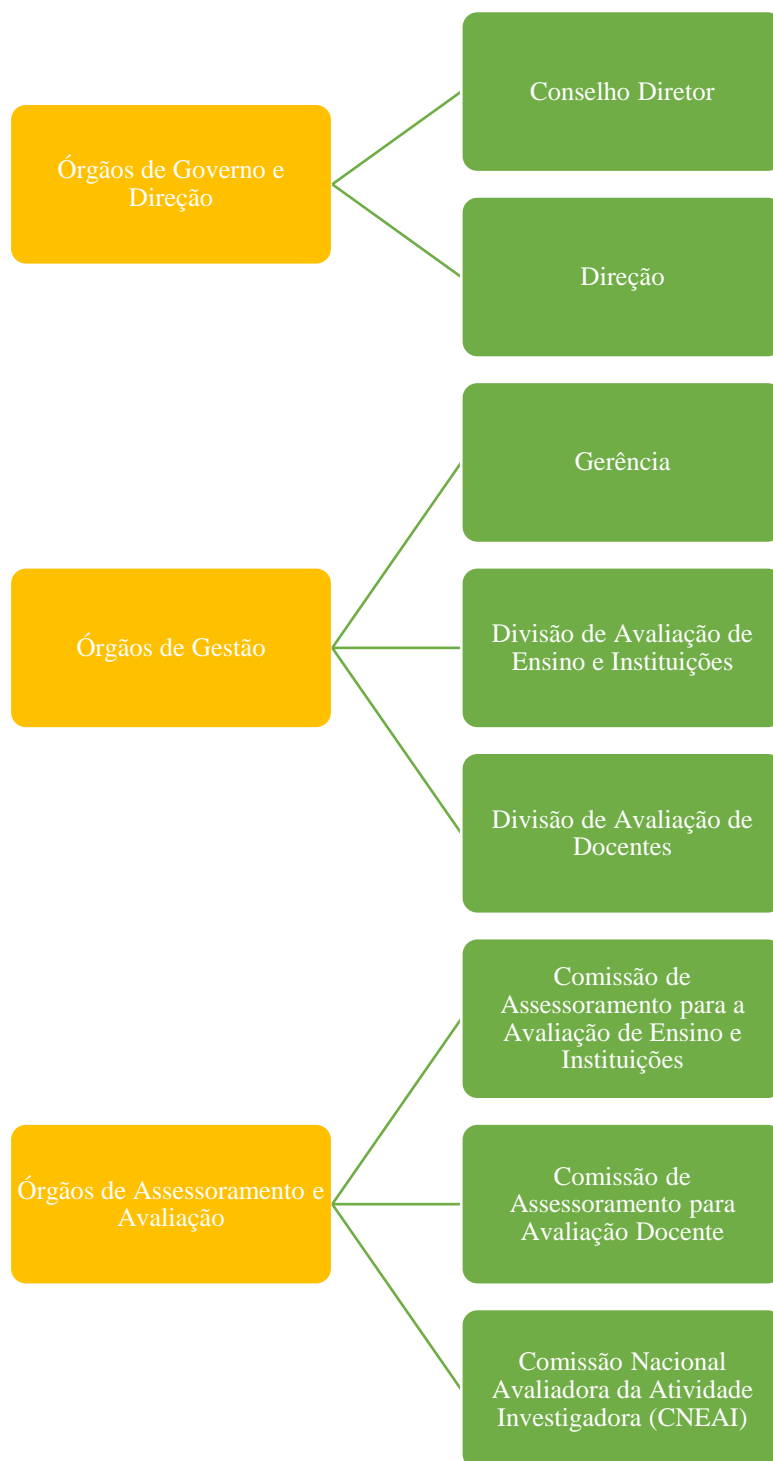 Órgãos de Governo e
Direção
Conselho Diretor
Direção
Órgãos de Gestão
Gerência
Divisão de Avaliação de
Ensino e Instituições
Divisão de Avaliação de
Docentes
Órgãos de Assessoramento e
Avaliação
Comissão de
Assessoramento para a
Avaliação de Ensino e
Instituições
Comissão de
Assessoramento para
Avaliação Docente
Comissão Nacional
Avaliadora da Atividade
Investigadora (CNEAI)